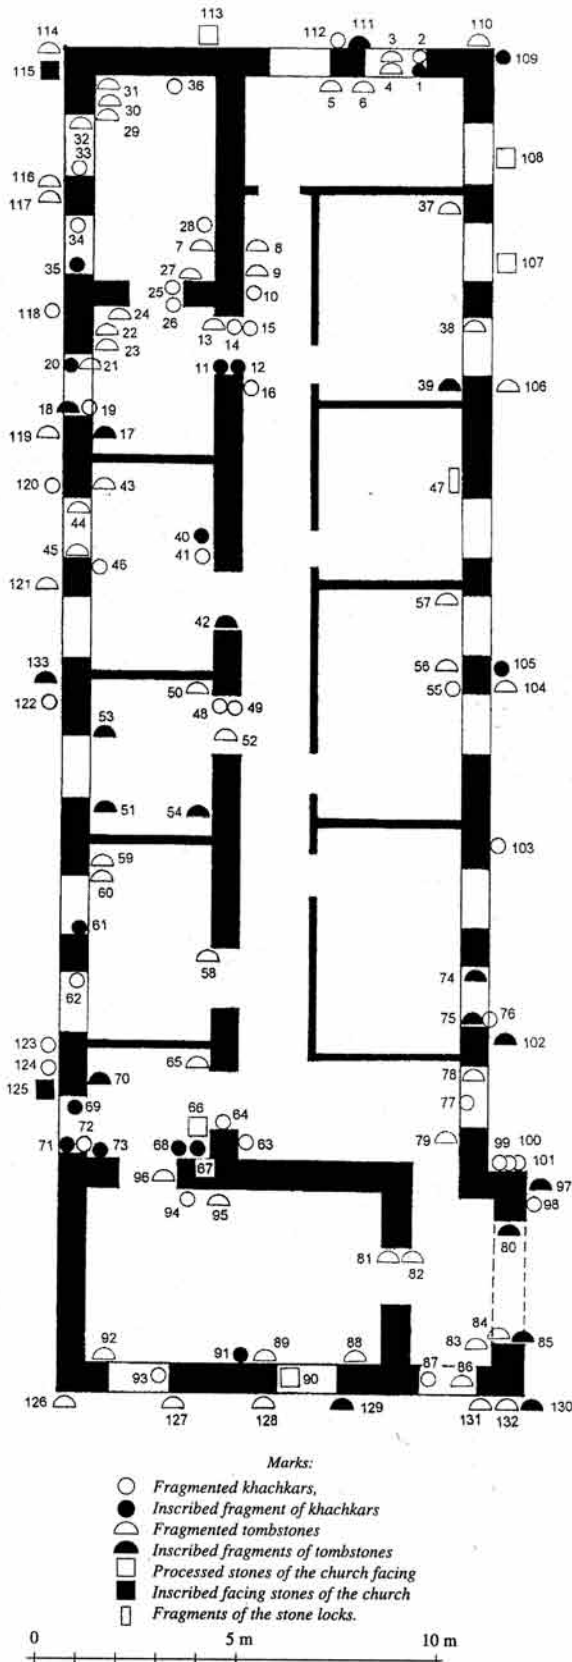 113
114 112 111 3 2 110
115 109
36 5 6 4 1
31
30
29
32
33 108
116
117 37
34 28
7 8 107
35 27 9
25 10
118 24 26 13 15 38
22 14
23
20 21 11 12 39 106
18 19 16
119 17
120 43 47
44
40
45 46 41
121 57
42
133 56 105
50 55 104
122 48 49
53 52
51 54
103
59
60
61
58
62 74
75 76
123 102
124 65 78
125 70
69 66 64 77
71 72 73 68 63 79 99 100
67 101
96 97
94 95 98
80
81 82
84
92 91 89 88 83 85
93 90 87 86
126 127 128 129 131 132 130
Marks:
Fragmented khachkars,
Inscribed fragment of khachkars
Fragmented tombstones
Inscribed fragments of tombstones
Processed stones of the church facing
Inscribed facing stones of the church
Fragments of the stone locks.
0 5 m 10 m